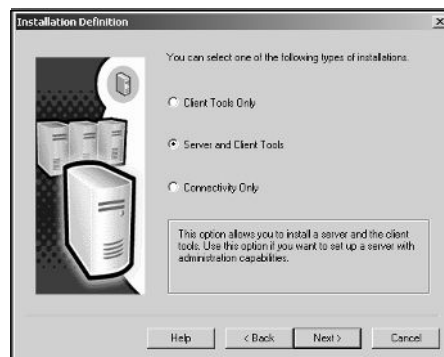 Installation Definition
You can select one of the following types of installations.
Client Tools Only
Server and Client Tools
Connectivity Only
This option allows you to install a server and the client
tools. Use this option if you want to set up a server with
administration capabilities.
Help
< Back
Next >
Cancel